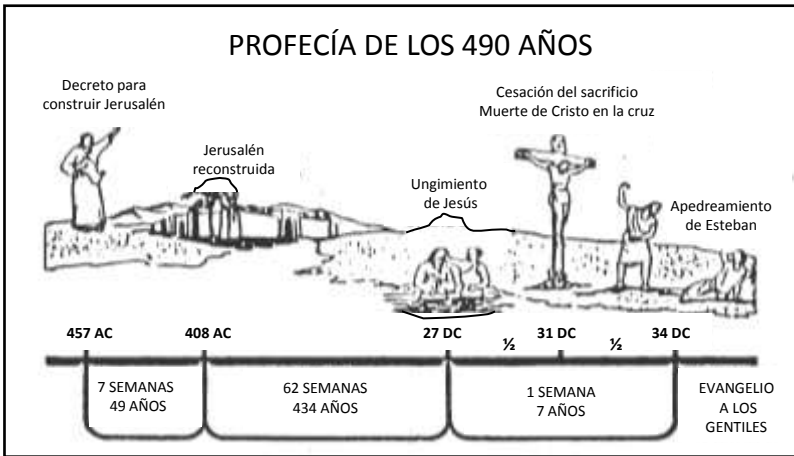 PROFECÍA DE LOS 490 AÑOS
Decreto para
construir Jerusalén
Jerusalén
reconstruida
Ungimiento
de Jesús
Cesación del sacrificio
Muerte de Cristo en la cruz
Apedreamiento
de Esteban
457 AC
408 AC
27 DC
½
31 DC
½
34 DC
7 SEMANAS
49 AÑOS
62 SEMANAS
434 AÑOS
1 SEMANA
7 AÑOS
EVANGELIO
A LOS
GENTILES